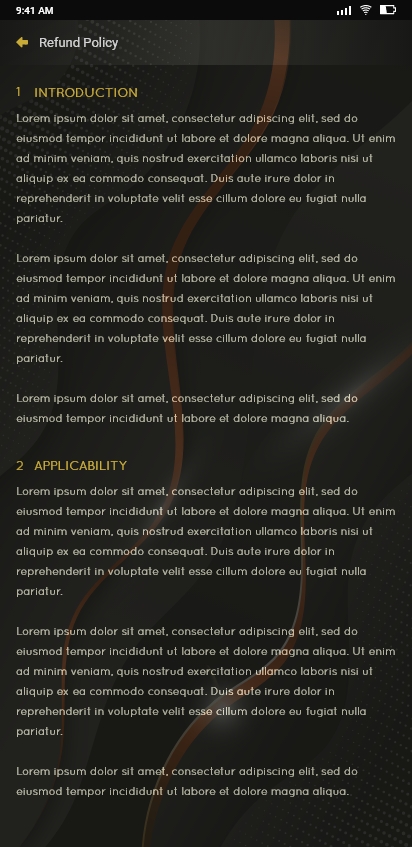 9:41 AM
Refund Policy
1 INTRODUCTION
Lorem ipsum dolor sit amet, consectetur adipiscing elit, sed do
eiusmod tempor incididunt ut labore et dolore magna aliqua. Ut enim
ad minim veniam, quis nostrud exercitation ullamco laboris nisi ut
aliquip ex ea commodo consequat. Duis aute irure dolor in
reprehenderit in voluptate velit esse cillum dolore eu fugiat nulla
pariatur.
Lorem ipsum dolor sit amet, consectetur adipiscing elit, sed do
eiusmod tempor incididunt ut labore et dolore magna aliqua. Ut enim
ad minim veniam, quis nostrud exercitation ullamco laboris nisi ut
aliquip ex ea commodo consequat. Duis aute irure dolor in
reprehenderit in voluptate velit esse cillum dolore eu fugiat nulla
pariatur.
Lorem ipsum dolor sit amet, consectetur adipiscing elit, sed do
eiusmod tempor incididunt ut labore et dolore magna aliqua.
2 APPLICABILITY
Lorem ipsum dolor sit amet, consectetur adipiscing elit, sed do
eiusmod tempor incididunt ut labore et dolore magna aliqua. Ut enim
ad minim veniam, quis nostrud exercitation ullamco laboris nisi ut
aliquip ex ea commodo consequat. Duis aute irure dolor in
reprehenderit in voluptate velit esse cillum dolore eu fugiat nulla
pariatur.
Lorem ipsum dolor sit amet, consectetur adipiscing elit, sed do
eiusmod tempor incididunt ut labore et dolore magna aliqua. Ut enim
ad minim veniam, quis nostrud exercitation ullamco laboris nisi ut
aliquip ex ea commodo consequat. Duis aute irure dolor in
reprehenderit in voluptate velit esse cillum dolore eu fugiat nulla
pariatur.
Lorem ipsum dolor sit amet, consectetur adipiscing elit, sed do
eiusmod tempor incididunt ut labore et dolore magna aliqua.